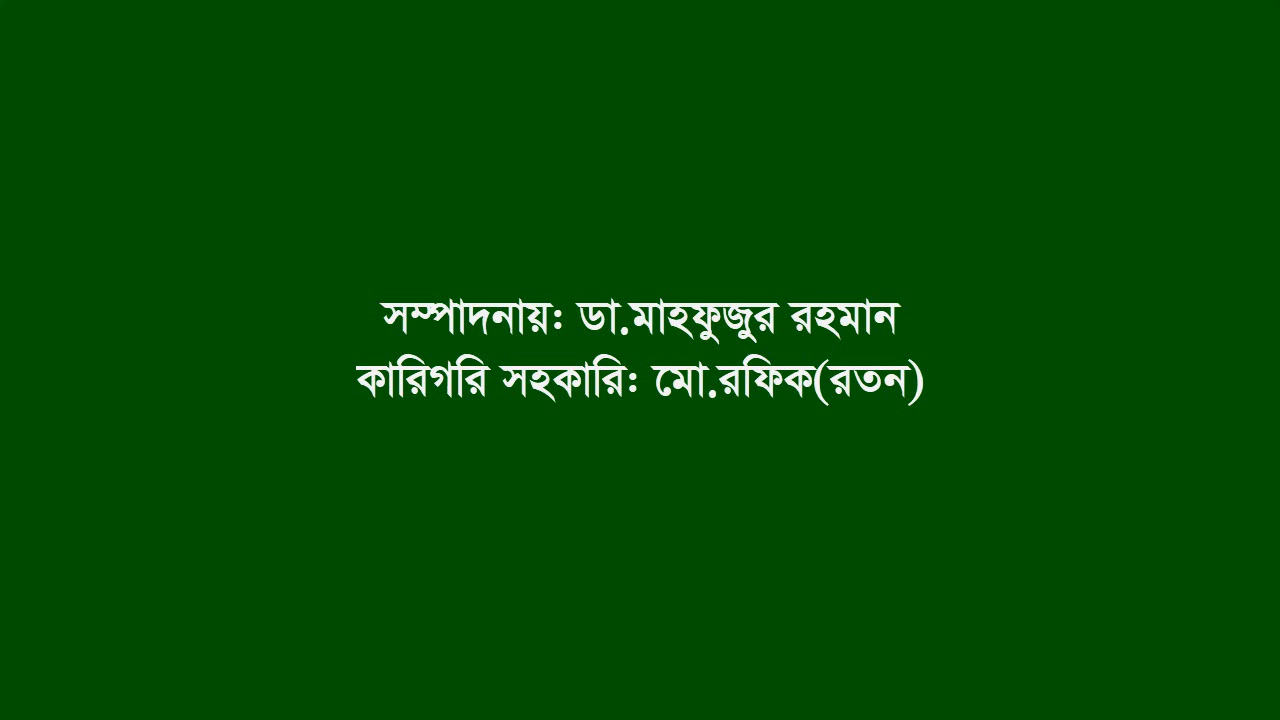 সম্পাদনায়: ডা.মাহফুজুর রহমান
কারিগরি সহকারি: মো.রফিক(রতন)